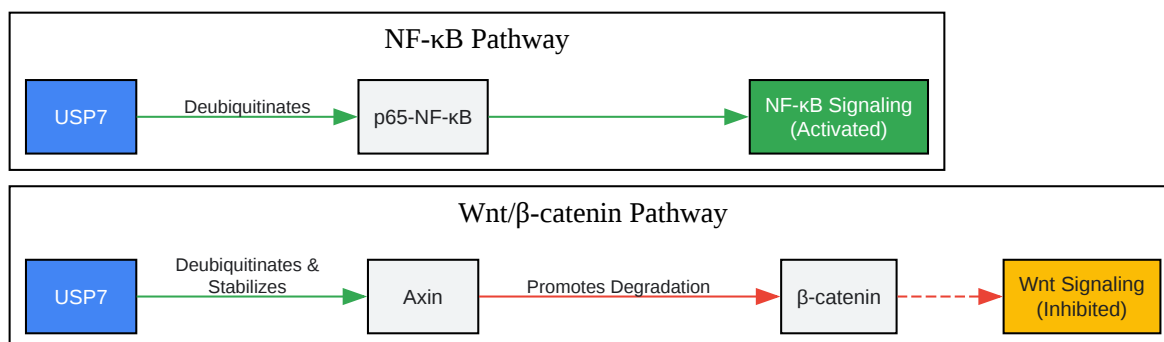 NF-κB Pathway
USP7
Deubiquitinates
p65-NF-κB
NF-κB Signaling
(Activated)
Wnt/β-catenin Pathway
USP7
Deubiquitinates &
Stabilizes
Axin
Promotes Degradation
β-catenin
Wnt Signaling
(Inhibited)